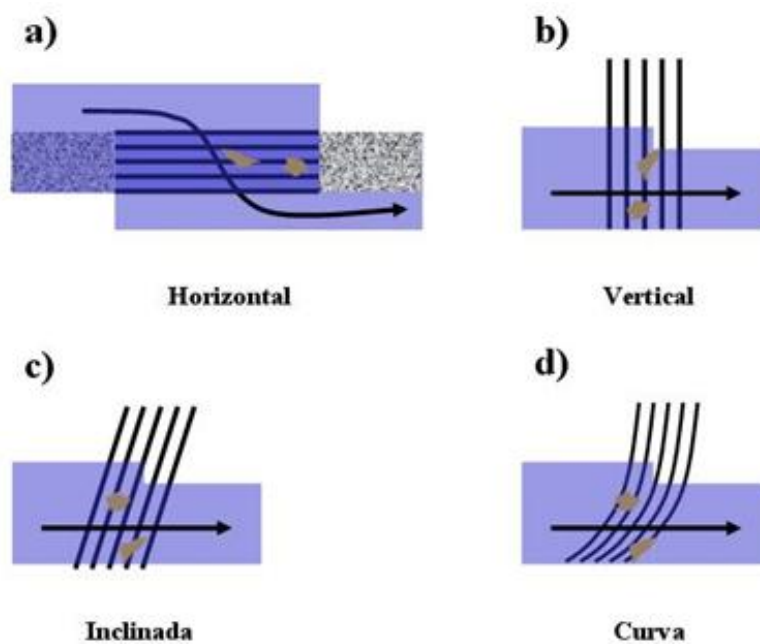 a)
b)
Horizontal
Vertical
c)
d)
Inclinada
Curva